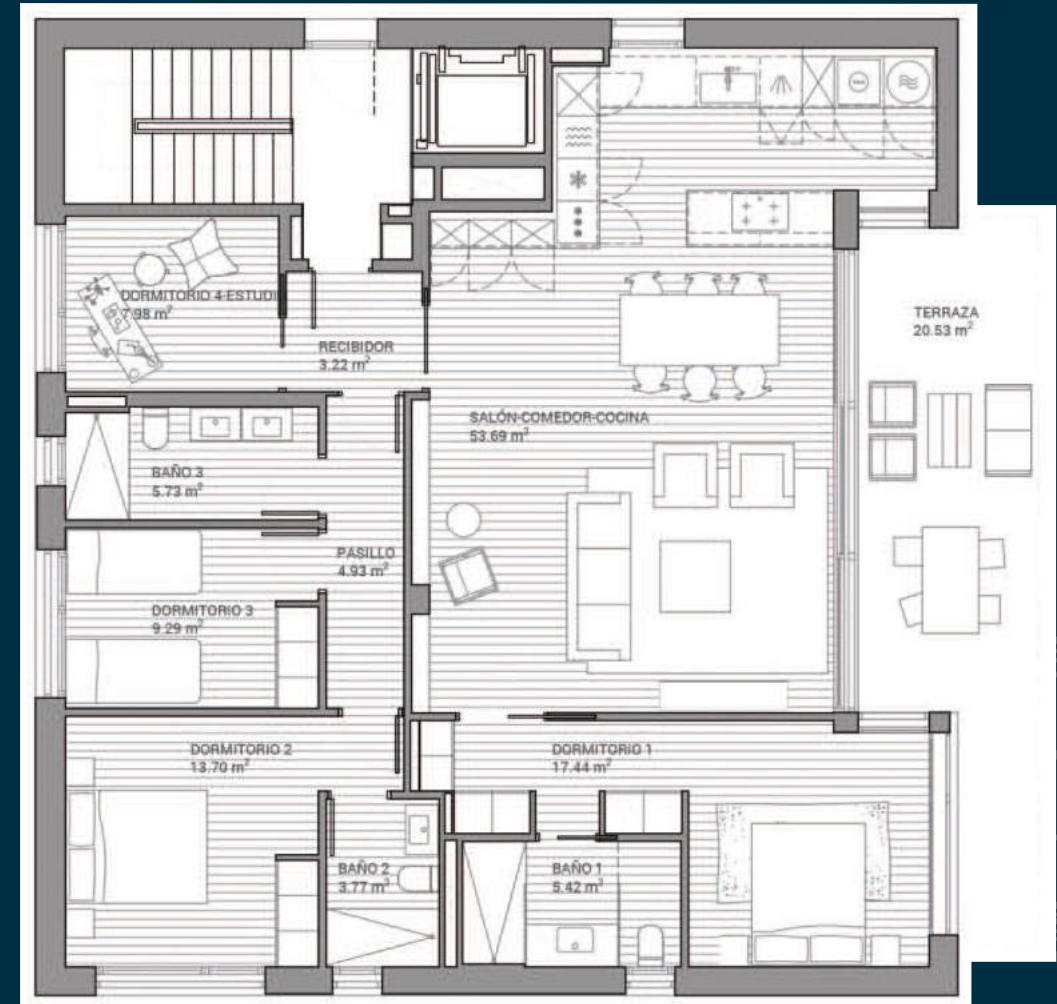 DORMITORIO 4-ESTUDI
7.98 m²
RECIBIDOR
3.22 m²
TERRAZA
20.53 m²
SALÓN-COMEDOR-COCINA
53.69 m²
BAÑO 3
5.73 m²
PASILLO
4.93 m²
DORMITORIO 3
9.29 m²
DORMITORIO 2
13.70 m²
DORMITORIO 1
17.44 m²
BAÑO 2
3.77 m²
BAÑO 1
5.42 m²